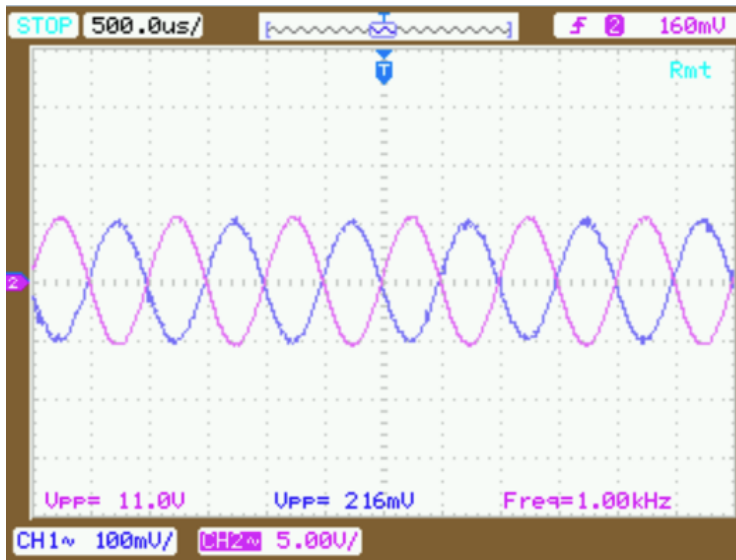 STOP 500.0us/ T f 2 160mV
T
Rmt
2
Vpp= 11.0V Vpp= 216mV Freq=1.00kHz
CH1~ 100mV/ CH2~ 5.00V/